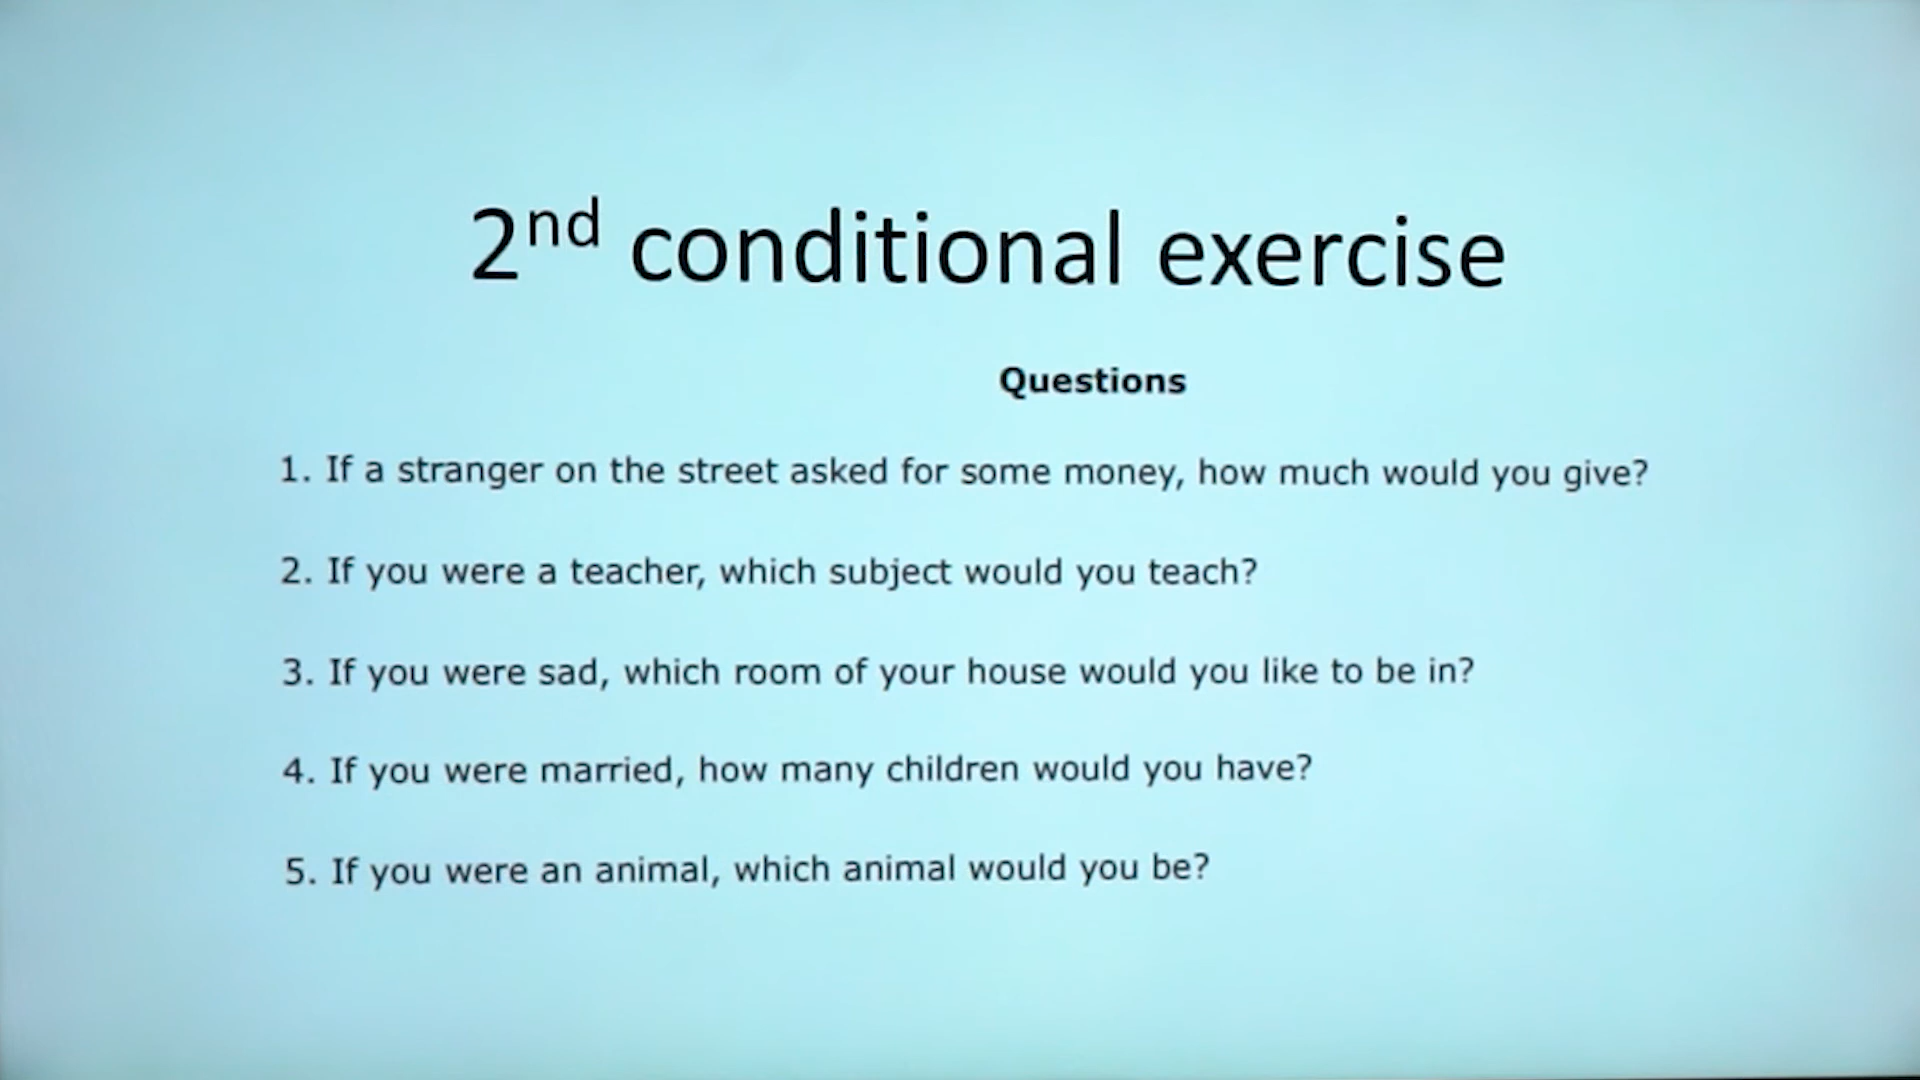 2nd conditional exercise
Questions
1. If a stranger on the street asked for some money, how much would you give?
2. If you were a teacher, which subject would you teach?
3. If you were sad, which room of your house would you like to be in?
4. If you were married, how many children would you have?
5. If you were an animal, which animal would you be?